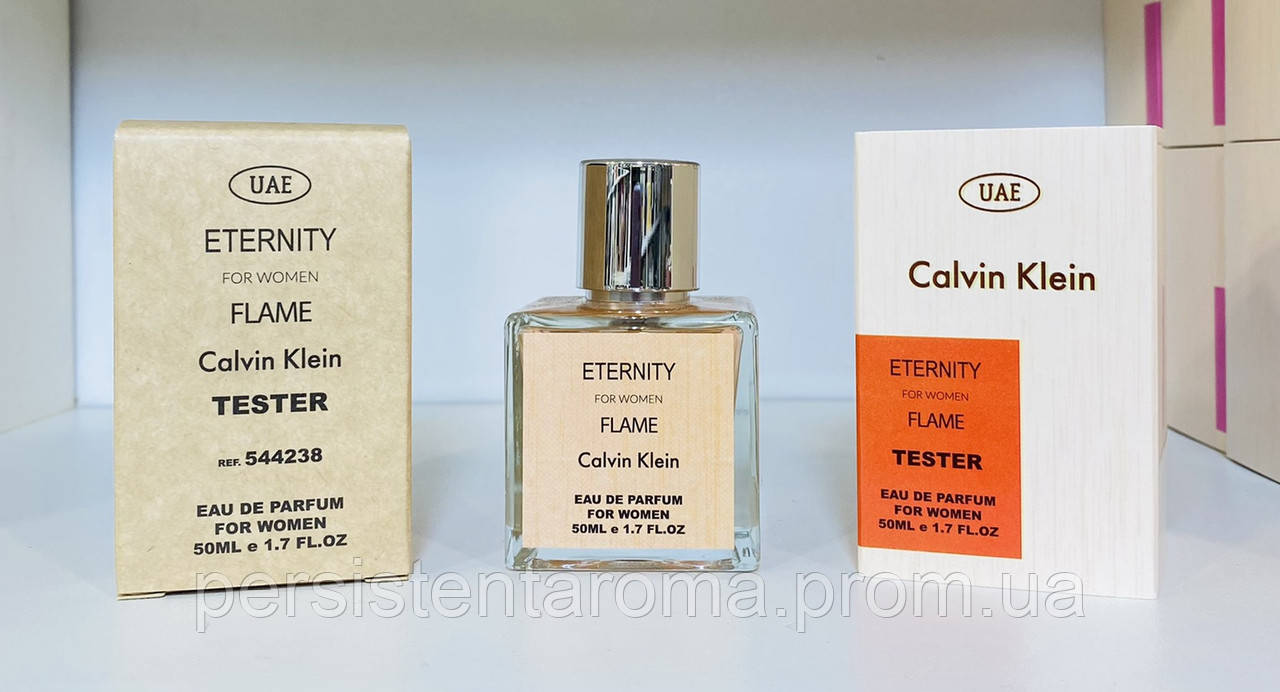 UAE
ETERNITY
FOR WOMEN
FLAME
Calvin Klein
TESTER
REF. 544238
EAU DE PARFUM
FOR WOMEN
50ML e 1.7 FL.OZ
ETERNITY
FOR WOMEN
FLAME
Calvin Klein
EAU DE PARFUM
FOR WOMEN
50ML e 1.7 FL.OZ
UAE
Calvin Klein
ETERNITY
FOR WOMEN
FLAME
TESTER
EAU DE PARFUM
FOR WOMEN
50ML e 1.7 FL.OZ
persistentaroma.prom.ua